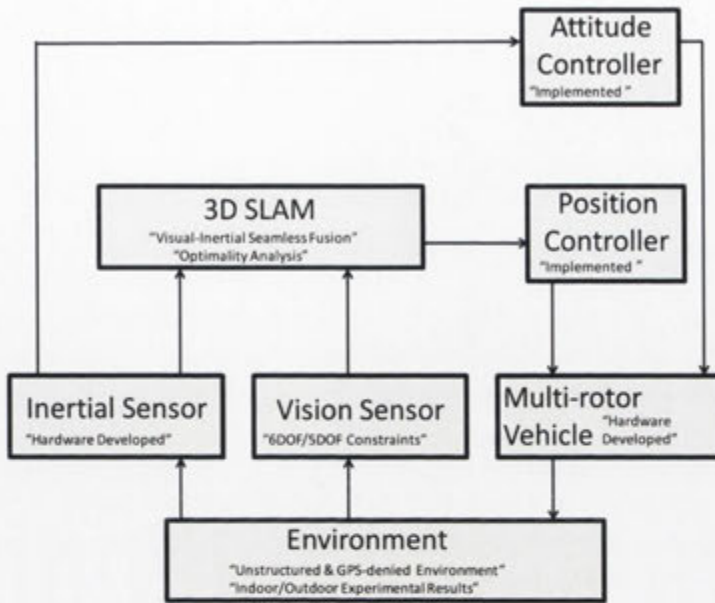 Attitude
Controller
"Implemented "
3D SLAM
"Visual-Inertial Seamless Fusion"
"Optimality Analysis"
Position
Controller
"Implemented "
Inertial Sensor
"Hardware Developed"
Vision Sensor
"6DOF/5DOF Constraints"
Multi-rotor
Vehicle "Hardware
Developed"
Environment
"Unstructured & GPS-denied Environment"
"Indoor/Outdoor Experimental Results"